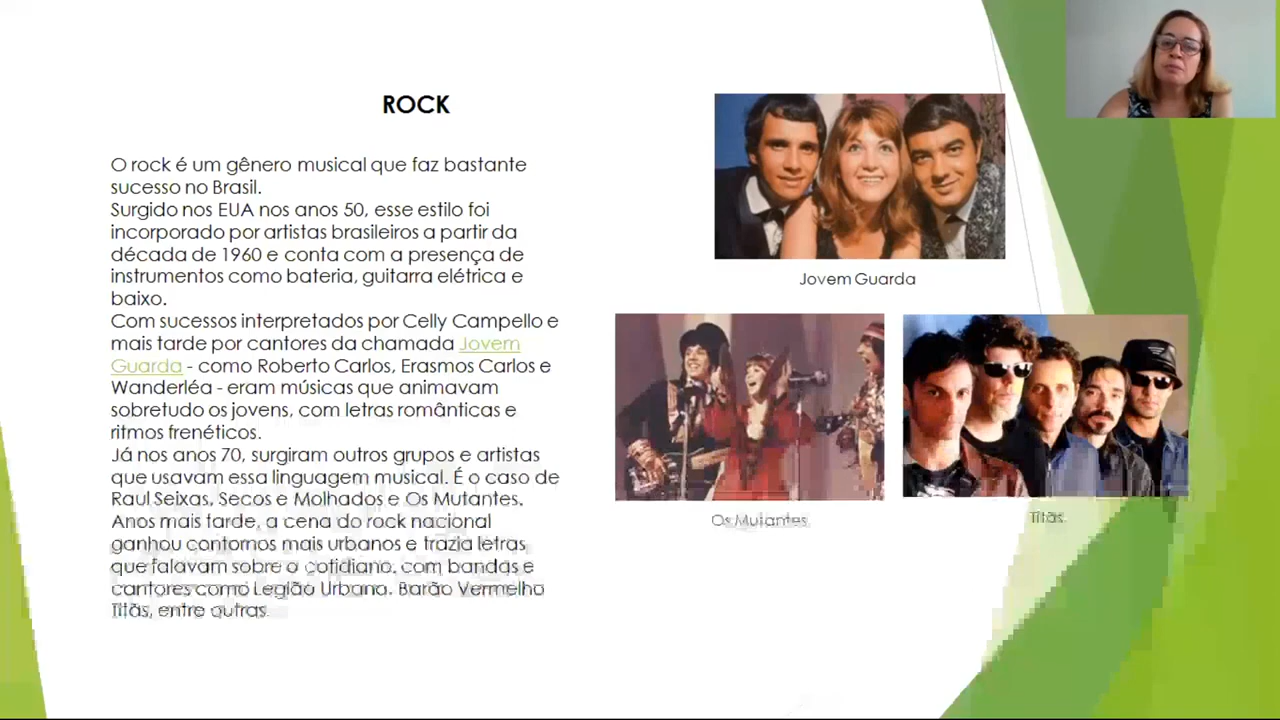 ROCK
O rock é um gênero musical que faz bastante
sucesso no Brasil.
Surgido nos EUA nos anos 50, esse estilo foi
incorporado por artistas brasileiros a partir da
década de 1960 e conta com a presença de
instrumentos como bateria, guitarra elétrica e
baixo.
Com sucessos interpretados por Celly Campello e
mais tarde por cantores da chamada Jovem
Guarda - como Roberto Carlos, Erasmos Carlos e
Wanderléa - eram músicas que animavam
sobretudo os jovens, com letras românticas e
ritmos frenéticos.
Já nos anos 70, surgiram outros grupos e artistas
que usavam essa linguagem musical. É o caso de
Raul Seixas, Secos e Molhados e Os Mutantes.
Anos mais tarde, a cena do rock nacional
ganhou contornos mais urbanos e trazia letras
que falavam sobre o cotidiano, com bandas e
cantores como Legião Urbana, Barão Vermelho
Titãs, entre outras.
Jovem Guarda
Os Mutantes
Titãs